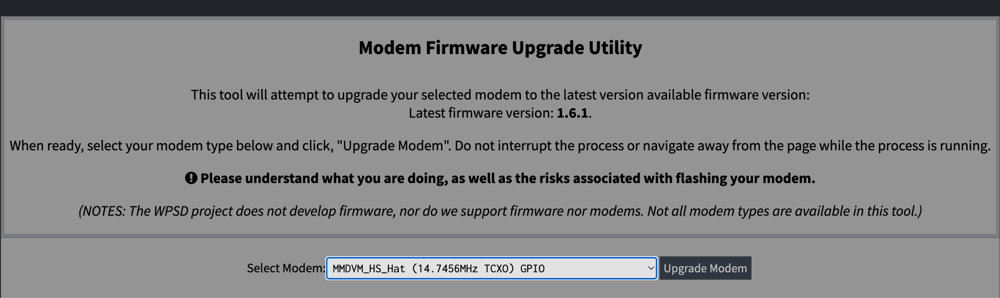 Modem Firmware Upgrade Utility
This tool will attempt to upgrade your selected modem to the latest version available firmware version:
Latest firmware version: 1.6.1.
When ready, select your modem type below and click, "Upgrade Modem". Do not interrupt the process or navigate away from the page while the process is running.
Please understand what you are doing, as well as the risks associated with flashing your modem.
(NOTES: The WPSD project does not develop firmware, nor do we support firmware nor modems. Not all modem types are available in this tool.)
Select Modem: MMDVM_HS_Hat (14.7456MHz TCXO) GPIO Upgrade Modem